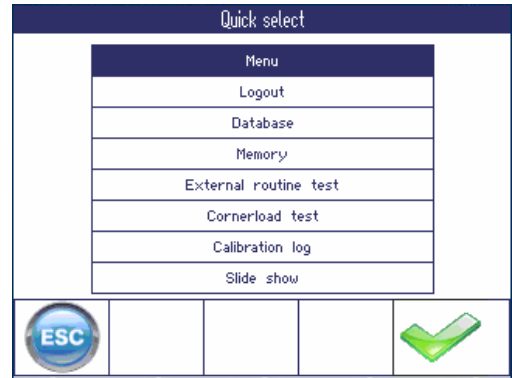 Quick select
Menu
Logout
Database
Memory
External routine test
Cornerload test
Calibration log
Slide show
ESC